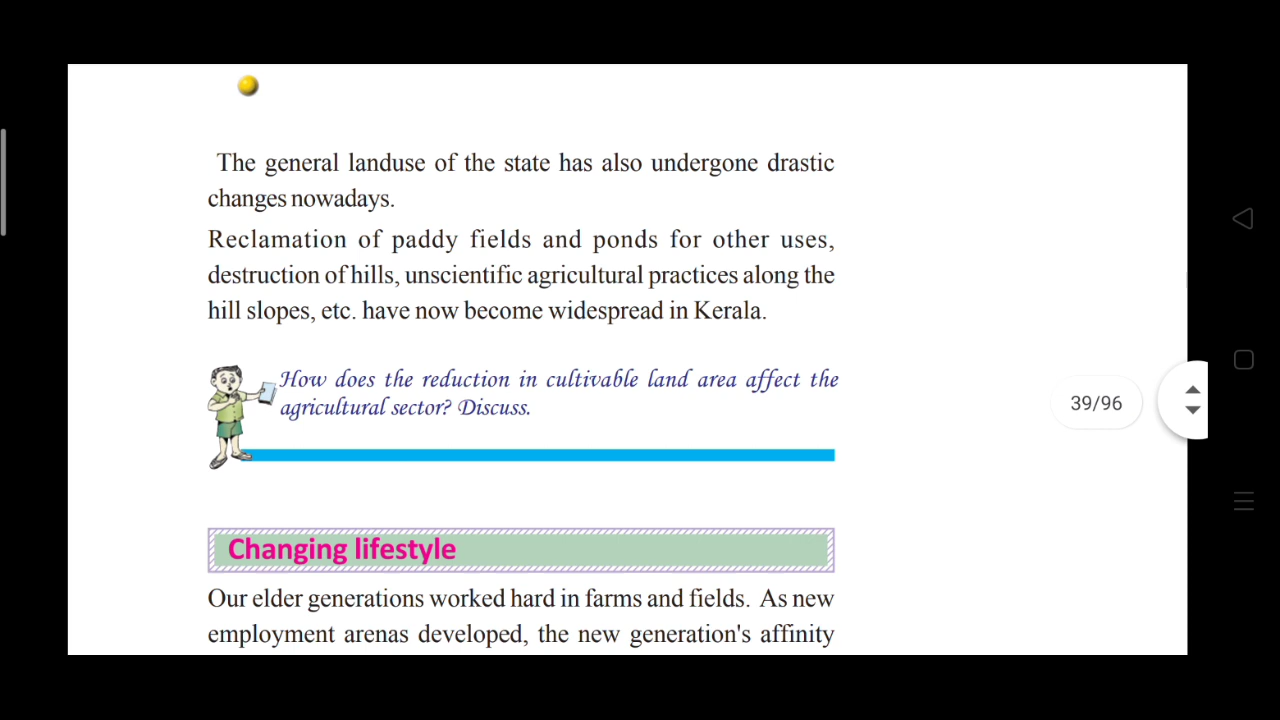 The general landuse of the state has also undergone drastic
changes nowadays.
Reclamation of paddy fields and ponds for other uses,
destruction of hills, unscientific agricultural practices along the
hill slopes, etc. have now become widespread in Kerala.
How does the reduction in cultivable land area affect the
agricultural sector? Discuss.
39/96
Changing lifestyle
Our elder generations worked hard in farms and fields. As new
employment arenas developed, the new generation's affinity